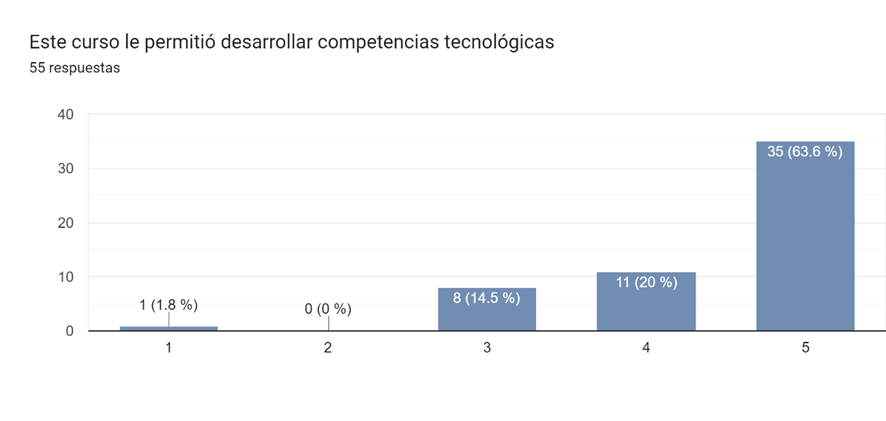 Este curso le permitió desarrollar competencias tecnológicas
55 respuestas
40
30
20
10
0
1 (1.8 %)
0 (0 %)
8 (14.5 %)
11 (20 %)
35 (63.6 %)
1
2
3
4
5